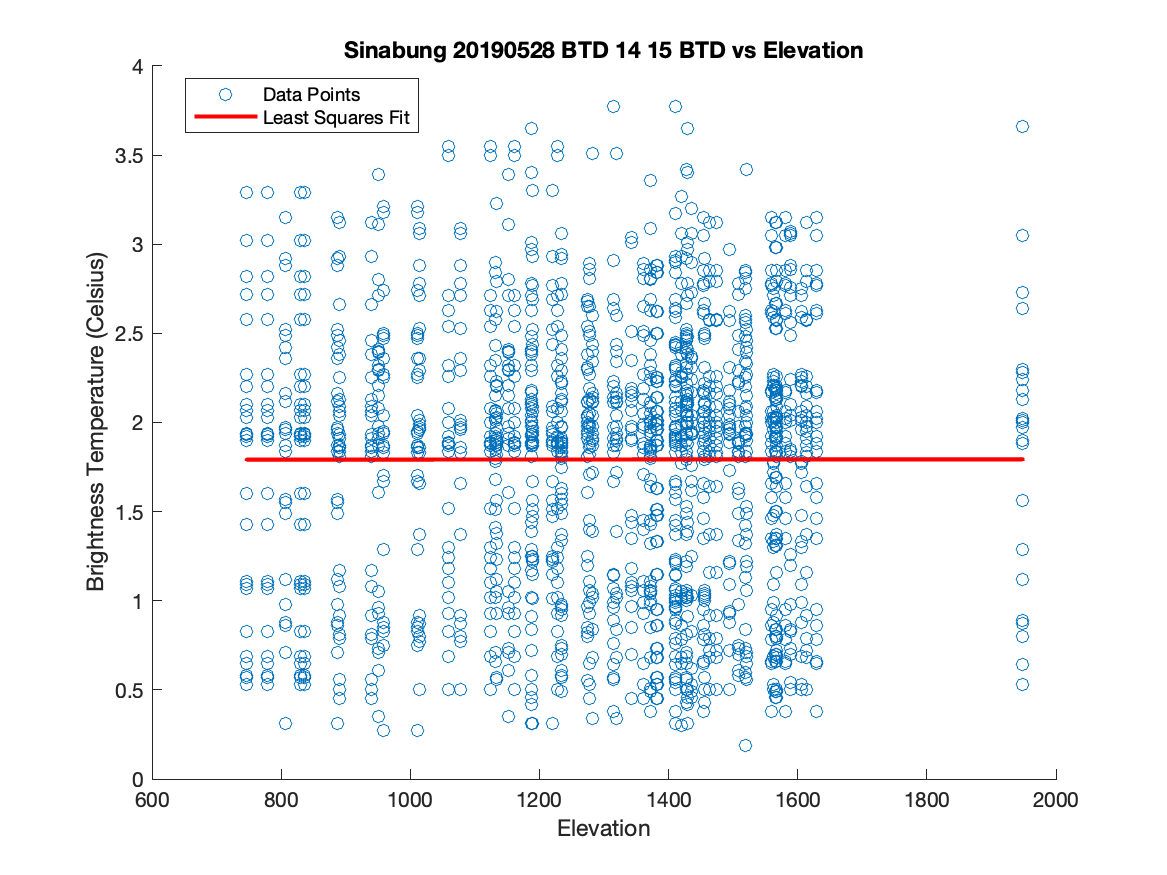 Sinabung 20190528 BTD 14 15 BTD vs Elevation
Data Points
Least Squares Fit
4
3.5
3
2.5
2
1.5
1
0.5
0
Brightness Temperature (Celsius)
600 800 1000 1200 1400 1600 1800 2000
Elevation